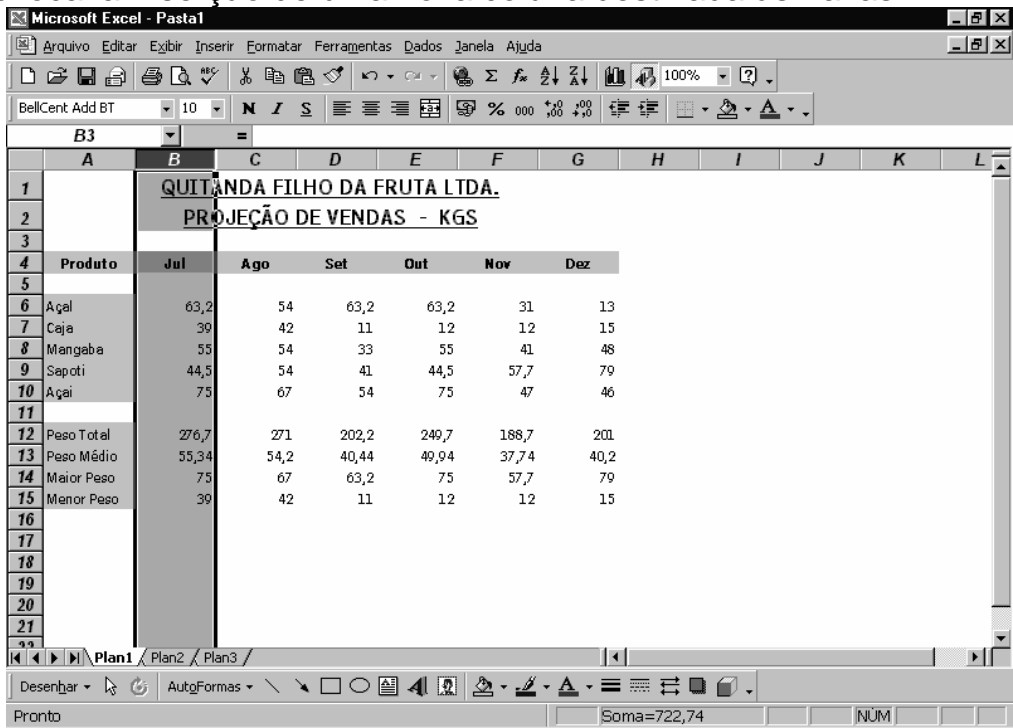 Microsoft Excel - Pasta1
Arquivo Editar Exibir Inserir Formatar Ferramentas Dados Janela Ajuda
100%
BellCent Add BT 10 N I S % 000
B3 =
A B C D E F G H I J K L
1 QUITANDA FILHO DA FRUTA LTDA.
2 PROJEÇÃO DE VENDAS - KGS
3
4 Produto Jul Ago Set Out Nov Dez
5
6 Açal 63,2 54 63,2 63,2 31 13
7 Caja 39 42 11 12 12 15
8 Mangaba 55 54 33 55 41 48
9 Sapoti 44,5 54 41 44,5 57,7 79
10 Açai 75 67 54 75 47 46
11
12 Peso Total 276,7 271 202,2 249,7 188,7 201
13 Peso Médio 55,34 54,2 40,44 49,94 37,74 40,2
14 Maior Peso 75 67 63,2 75 57,7 79
15 Menor Peso 39 42 11 12 12 15
16
17
18
19
20
21
Plan1 Plan2 Plan3
Desenhar AutoFormas
Pronto Soma=722,74 NÚM